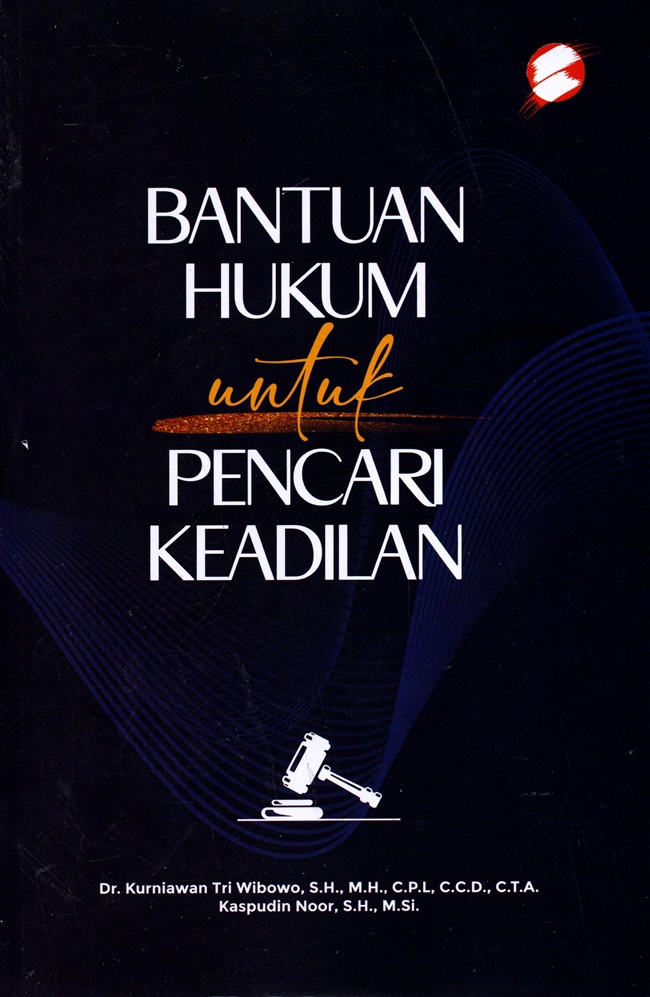 BANTUAN
HUKUM
untuk
PENCARI
KEADILAN
Dr. Kurniawan Tri Wibowo, S.H., M.H., C.P.L, C.C.D., C.T.A.
Kaspudin Noor, S.H., M.Si.